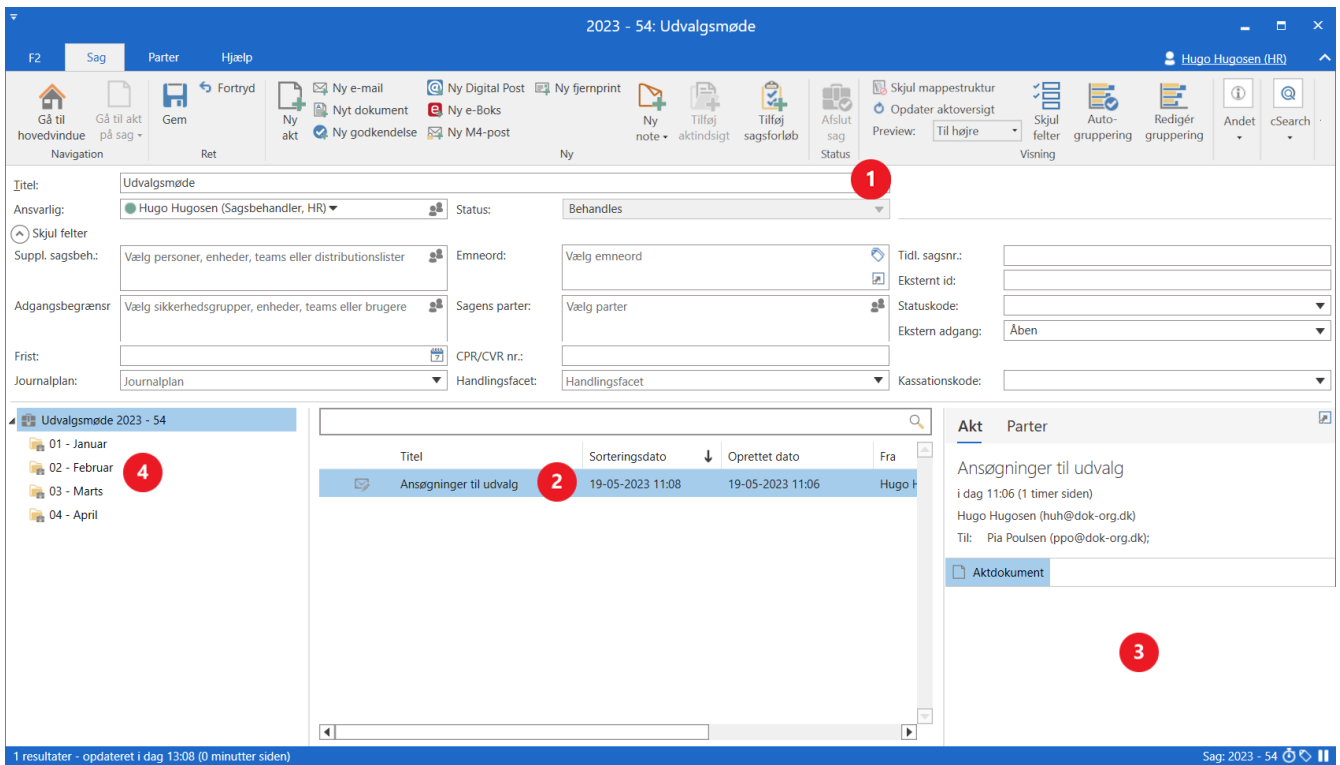 2023 - 54: Udvalgsmøde
F2 Sag Parter Hjælp Hugo Hugosen (HR)
Gå til hovedvindue
Gå til akt på sag
Navigation
Gem
Fortryd
Ret
Ny akt
Ny e-mail
Nyt dokument
Ny godkendelse
Ny Digital Post
Ny e-Boks
Ny M4-post
Ny fjernprint
Ny note
Tilføj aktindsigt
Tilføj sagsforløb
Ny
Afslut sag
Status
Skjul mappestruktur
Opdater aktoversigt
Preview: Til højre
Skjul felter
Auto-gruppering
Redigér gruppering
Visning
Andet
cSearch
Titel: Udvalgsmøde
1
Ansvarlig: Hugo Hugosen (Sagsbehandler, HR) Status: Behandles
Skjul felter
Suppl. sagsbeh.: Vælg personer, enheder, teams eller distributionslister Emneord: Vælg emneord Tidl. sagsnr.:
Eksternt id:
Adgangsbegrænsr Vælg sikkerhedsgrupper, enheder, teams eller brugere Sagens parter: Vælg parter Statuskode:
Ekstern adgang: Åben
Frist: 7 CPR/CVR nr.:
Journalplan: Journalplan Handlingsfacet: Handlingsfacet Kassationskode:
Udvalgsmøde 2023 - 54
01 - Januar
02 - Februar
03 - Marts
04 - April
4
Titel Sorteringsdato Oprettet dato Fra
Ansøgninger til udvalg 2 19-05-2023 11:08 19-05-2023 11:06 Hugo H
Akt Parter
Ansøgninger til udvalg
i dag 11:06 (1 timer siden)
Hugo Hugosen (huh@dok-org.dk)
Til: Pia Poulsen (ppo@dok-org.dk);
Aktdokument
3
1 resultater - opdateret i dag 13:08 (0 minutter siden) Sag: 2023 - 54